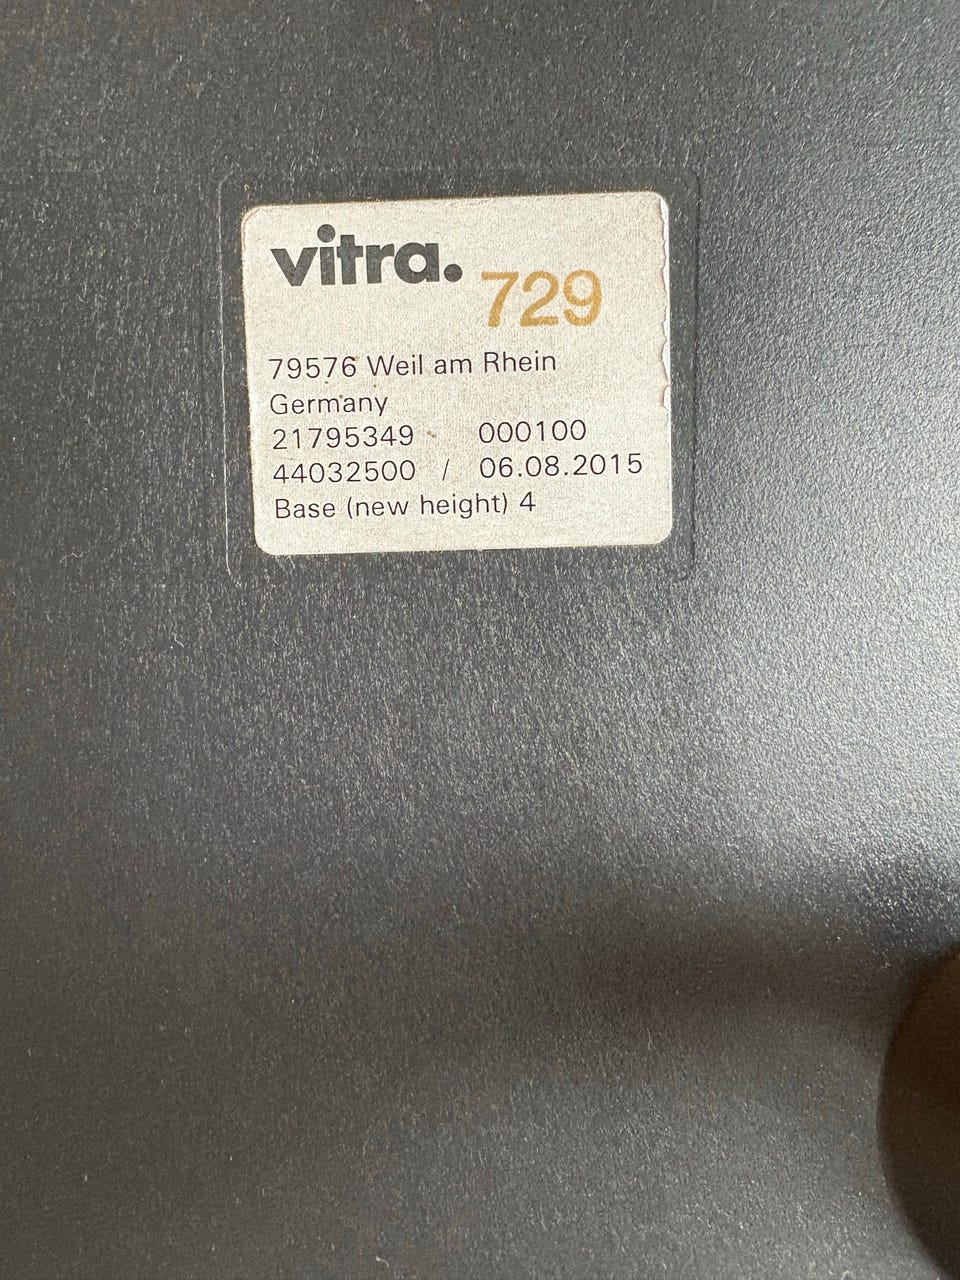 vitra.
729
79576 Weil am Rhein
Germany
21795349 000100
44032500 / 06.08.2015
Base (new height) 4